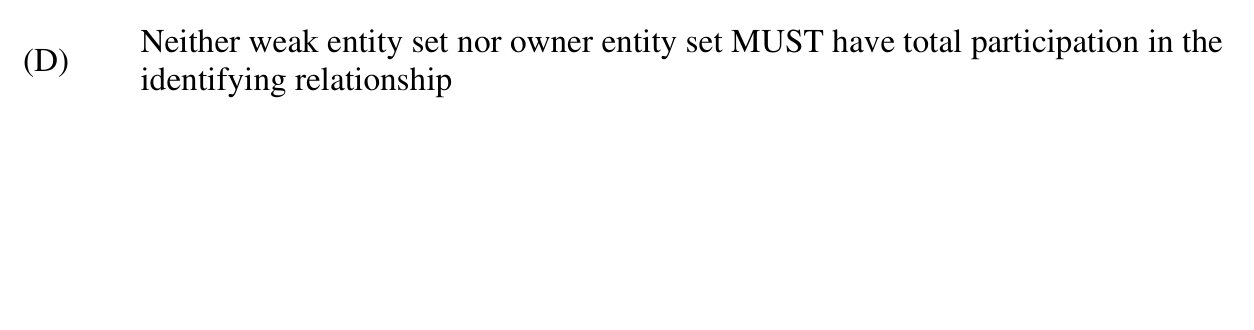 (D) Neither weak entity set nor owner entity set MUST have total participation in the
identifying relationship